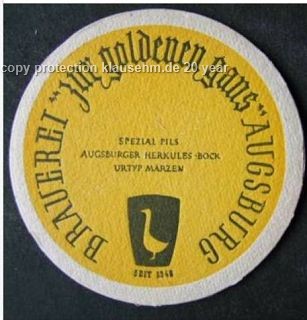 copy protection klausehm.de 20 year
BRAUEREI „Zur goldenen Gans“ AUGSBURG
SPEZIAL PILS
AUGSBURGER HERKULES-BOCK
URTYP MÄRZEN
SEIT 1346